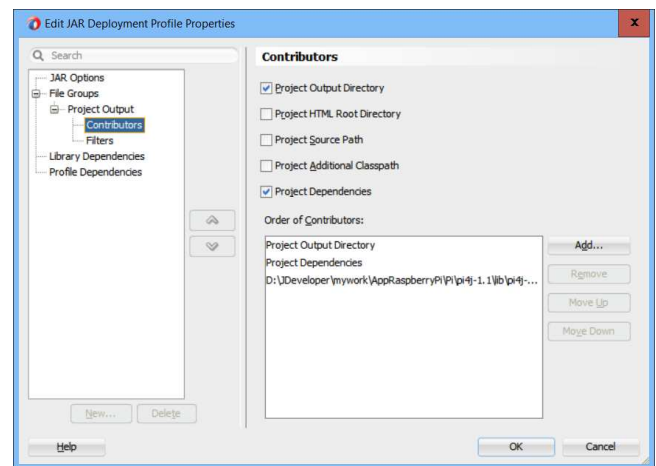 Edit JAR Deployment Profile Properties
x
Search
JAR Options
File Groups
Project Output
Contributors
Filters
Library Dependencies
Profile Dependencies
New...
Delete
Contributors
Project Output Directory
Project HTML Root Directory
Project Source Path
Project Additional Classpath
Project Dependencies
Order of Contributors:
Project Output Directory
Project Dependencies
D:\JDeveloper\mywork\AppRaspberryPi\Pi\pi4j-1.1\lib\pi4j-...
Add...
Remove
Move Up
Move Down
Help
OK
Cancel